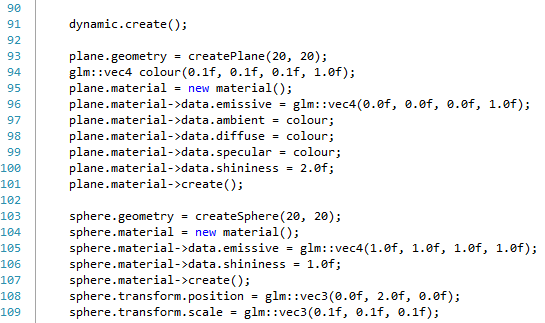 90
91 dynamic.create();
92
93 plane.geometry = createPlane(20, 20);
94 glm::vec4 colour(0.1f, 0.1f, 0.1f, 1.0f);
95 plane.material = new material();
96 plane.material->data.emissive = glm::vec4(0.0f, 0.0f, 0.0f, 1.0f);
97 plane.material->data.ambient = colour;
98 plane.material->data.diffuse = colour;
99 plane.material->data.specular = colour;
100 plane.material->data.shininess = 2.0f;
101 plane.material->create();
102
103 sphere.geometry = createSphere(20, 20);
104 sphere.material = new material();
105 sphere.material->data.emissive = glm::vec4(1.0f, 1.0f, 1.0f, 1.0f);
106 sphere.material->data.shininess = 1.0f;
107 sphere.material->create();
108 sphere.transform.position = glm::vec3(0.0f, 2.0f, 0.0f);
109 sphere.transform.scale = glm::vec3(0.1f, 0.1f, 0.1f);